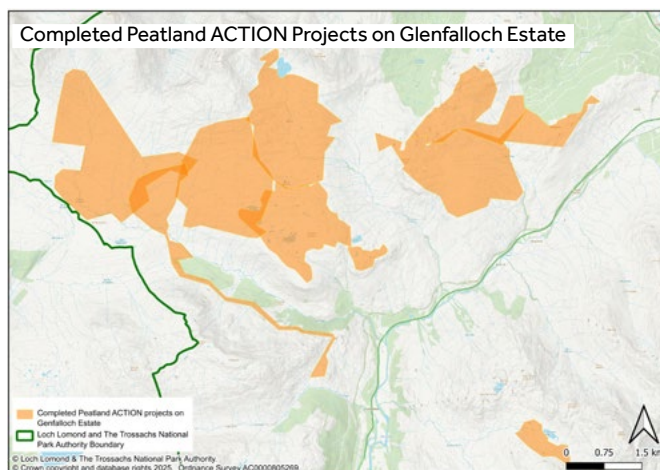 Completed Peatland ACTION Projects on Glenfalloch Estate
Completed Peatland ACTION projects on
Genfalloch Estate
Loch Lomond and The Trossachs National
Park Authority Boundary
© Loch Lomond & The Trossachs National Park Authority.
© Crown copyright and database rights 2025. Ordnance Survey AC0000805269
0 0.75 1.5 km